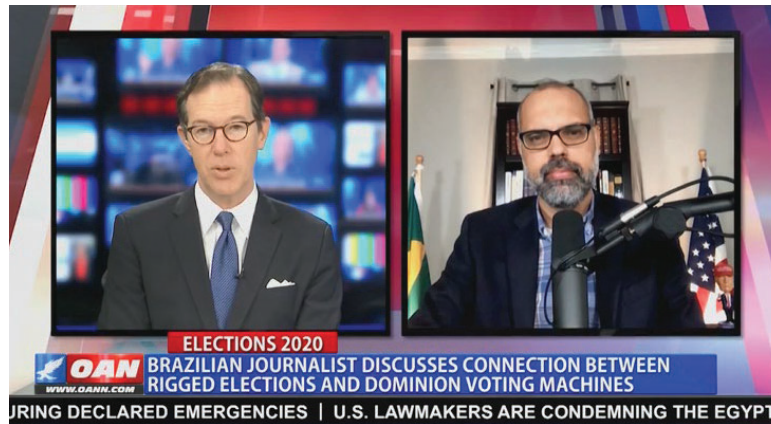 ELECTIONS 2020
OAN
WWW.OANN.COM
BRAZILIAN JOURNALIST DISCUSSES CONNECTION BETWEEN
RIGGED ELECTIONS AND DOMINION VOTING MACHINES
URING DECLARED EMERGENCIES | U.S. LAWMAKERS ARE CONDEMNING THE EGYPT